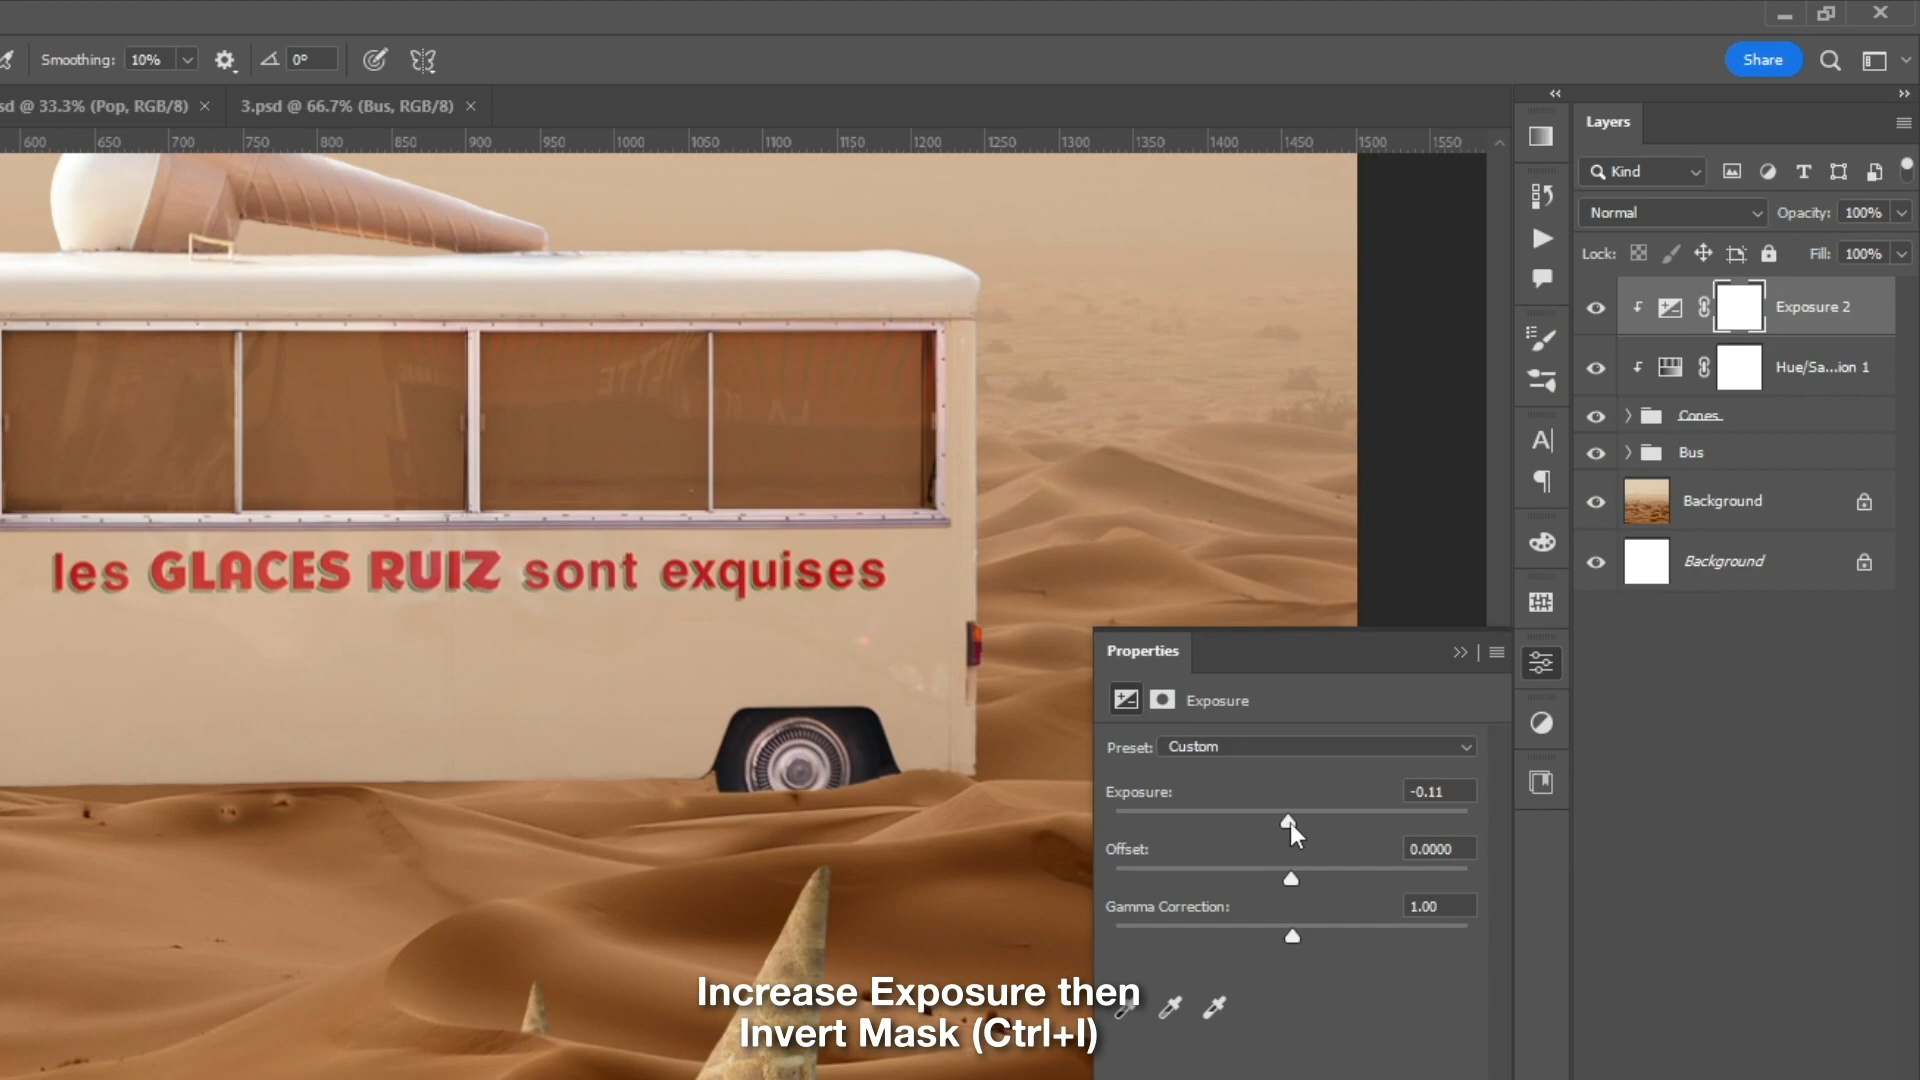 Smoothing: 10% 0°
Share
sd @ 33.3% (Pop, RGB/8) ×
3.psd @ 66.7% (Bus, RGB/8) ×
600 650 700 750 800 850 900 950 1000 1050 1100 1150 1200 1250 1300 1350 1400 1450 1500 1550
Layers
Kind
Normal Opacity: 100%
Lock: Fill: 100%
Exposure 2
Hue/Sa...ion 1
Cones
Bus
Background
Background
les GLACES RUIZ sont exquises
Properties
Exposure
Preset: Custom
Exposure: -0.11
Offset: 0.0000
Gamma Correction: 1.00
Increase Exposure then
Invert Mask (Ctrl+I)